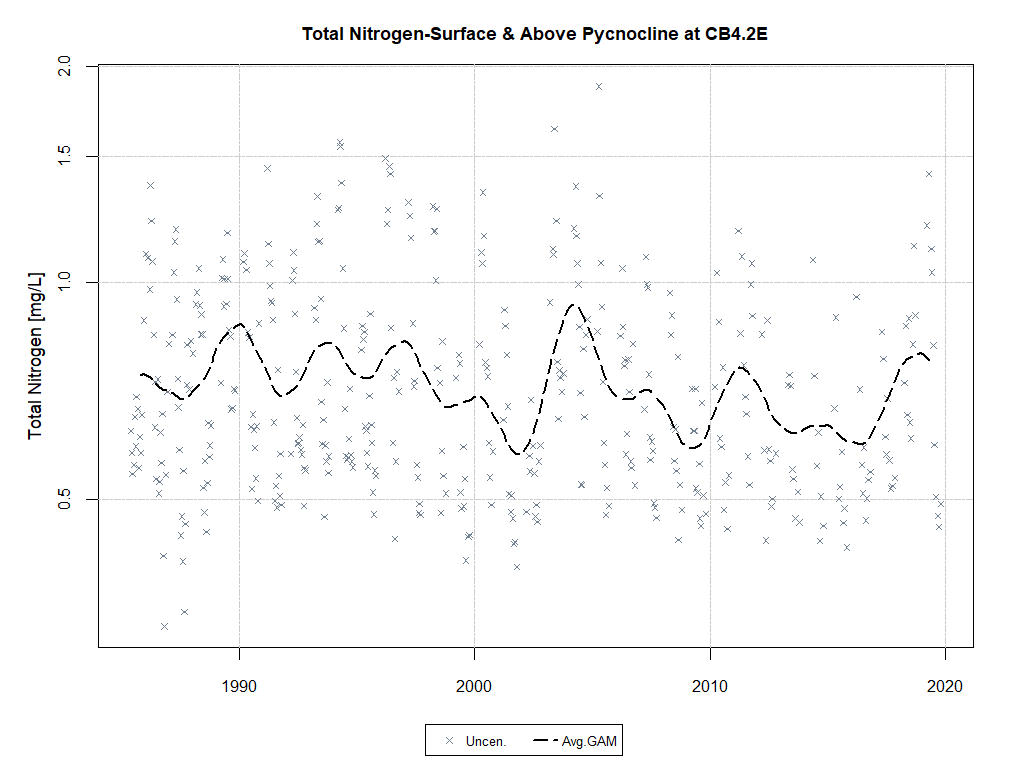 Total Nitrogen-Surface & Above Pycnocline at CB4.2E
Total Nitrogen [mg/L]
2.0
1.5
1.0
0.5
1990 2000 2010 2020
Uncen. Avg.GAM